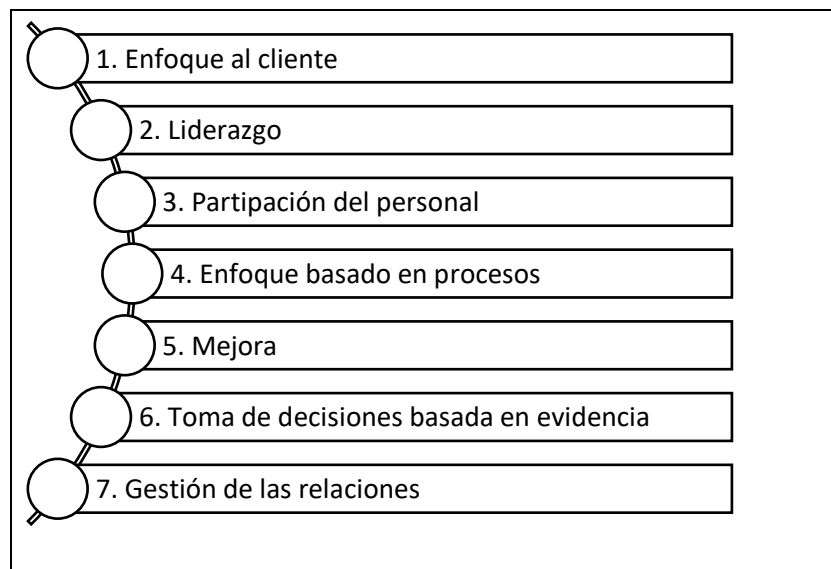 1. Enfoque al cliente
2. Liderazgo
3. Partipación del personal
4. Enfoque basado en procesos
5. Mejora
6. Toma de decisiones basada en evidencia
7. Gestión de las relaciones